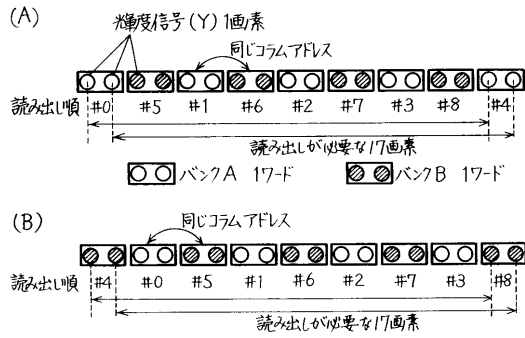 (A)
輝度信号(Y) 1画素
同じコラムアドレス
読み出し順 #0 #5 #1 #6 #2 #7 #3 #8 #4
読み出しが必要な17画素
バンクA 1ワード バンクB 1ワード
(B)
同じコラムアドレス
読み出し順 #4 #0 #5 #1 #6 #2 #7 #3 #8
読み出しが必要な17画素